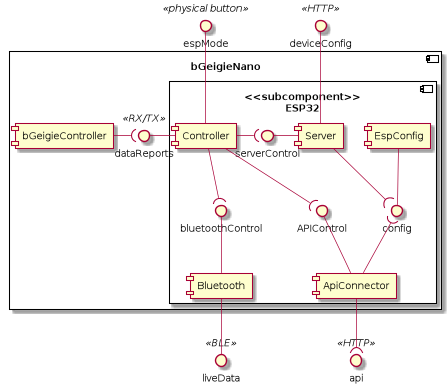 «physical button»
«HTTP»
espMode
deviceConfig
bGeigieNano
<<subcomponent>>
ESP32
«RX/TX»
bGeigieController
Controller
Server
EspConfig
dataReports
serverControl
bluetoothControl
APIControl
config
Bluetooth
ApiConnector
«BLE»
«HTTP»
liveData
api